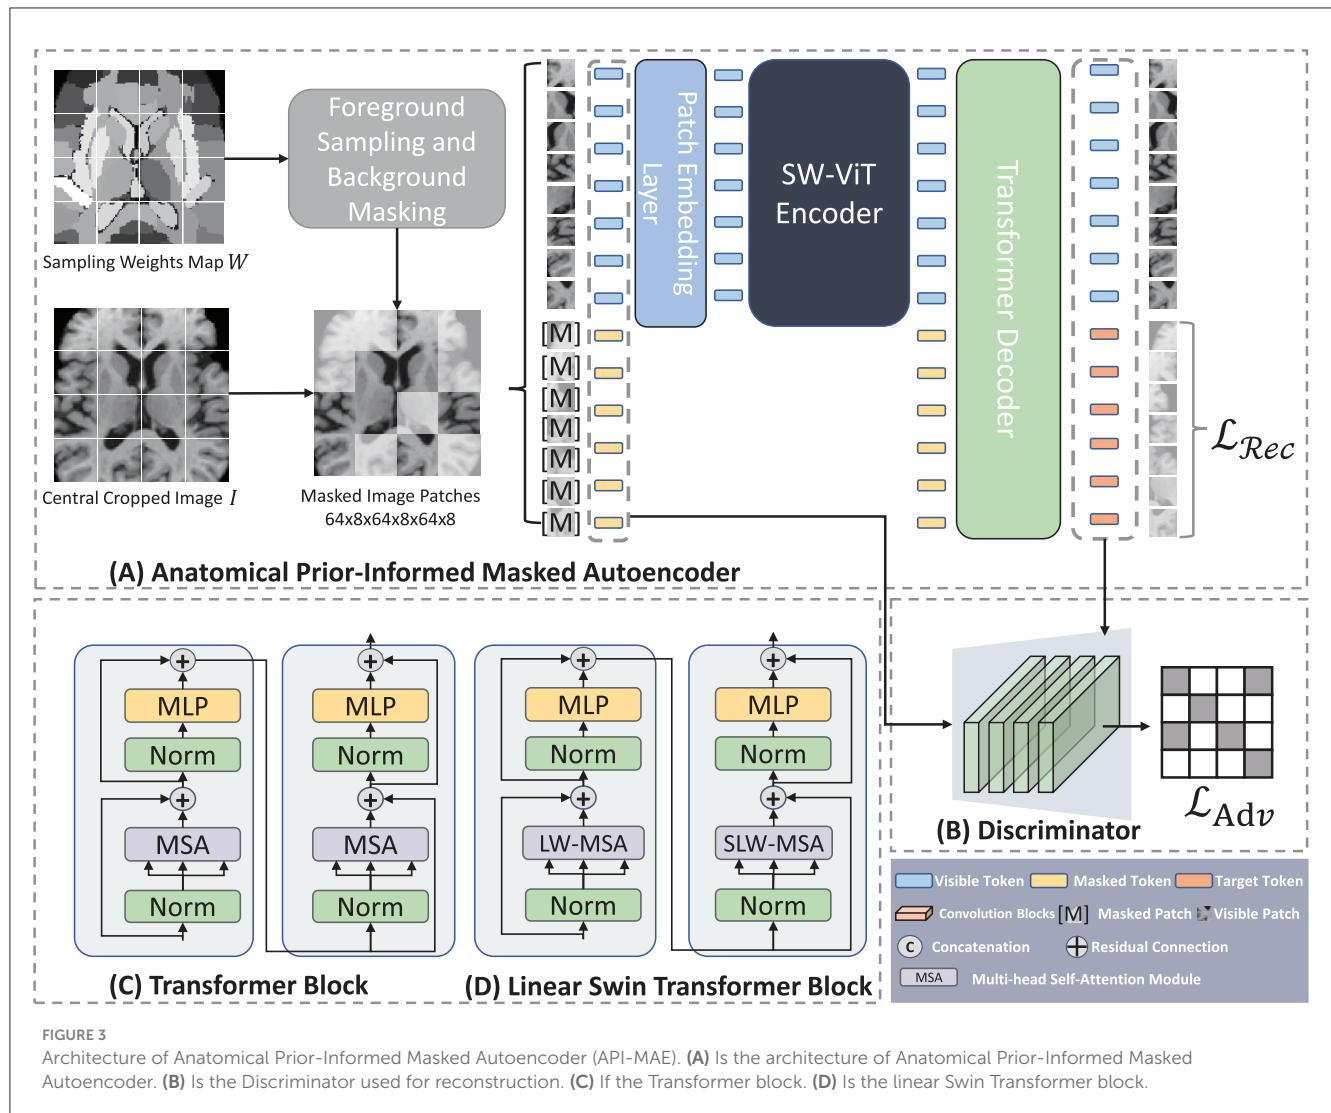 Foreground
Sampling and
Background
Masking
Sampling Weights Map W
Central Cropped Image I
Masked Image Patches
64x8x64x8x64x8
[M]
[M]
[M]
[M]
[M]
[M]
[M]
Patch Embedding
Layer
SW-ViT
Encoder
Transformer Decoder
ℒRec
(A) Anatomical Prior-Informed Masked Autoencoder
+
MLP
Norm
+
MSA
Norm
+
MLP
Norm
+
MSA
Norm
(C) Transformer Block
+
MLP
Norm
+
LW-MSA
Norm
+
MLP
Norm
+
SLW-MSA
Norm
(D) Linear Swin Transformer Block
ℒAdv
(B) Discriminator
Visible Token
Masked Token
Target Token
Convolution Blocks
[M] Masked Patch
Visible Patch
C Concatenation
+ Residual Connection
MSA Multi-head Self-Attention Module
FIGURE 3
Architecture of Anatomical Prior-Informed Masked Autoencoder (API-MAE). (A) Is the architecture of Anatomical Prior-Informed Masked
Autoencoder. (B) Is the Discriminator used for reconstruction. (C) If the Transformer block. (D) Is the linear Swin Transformer block.